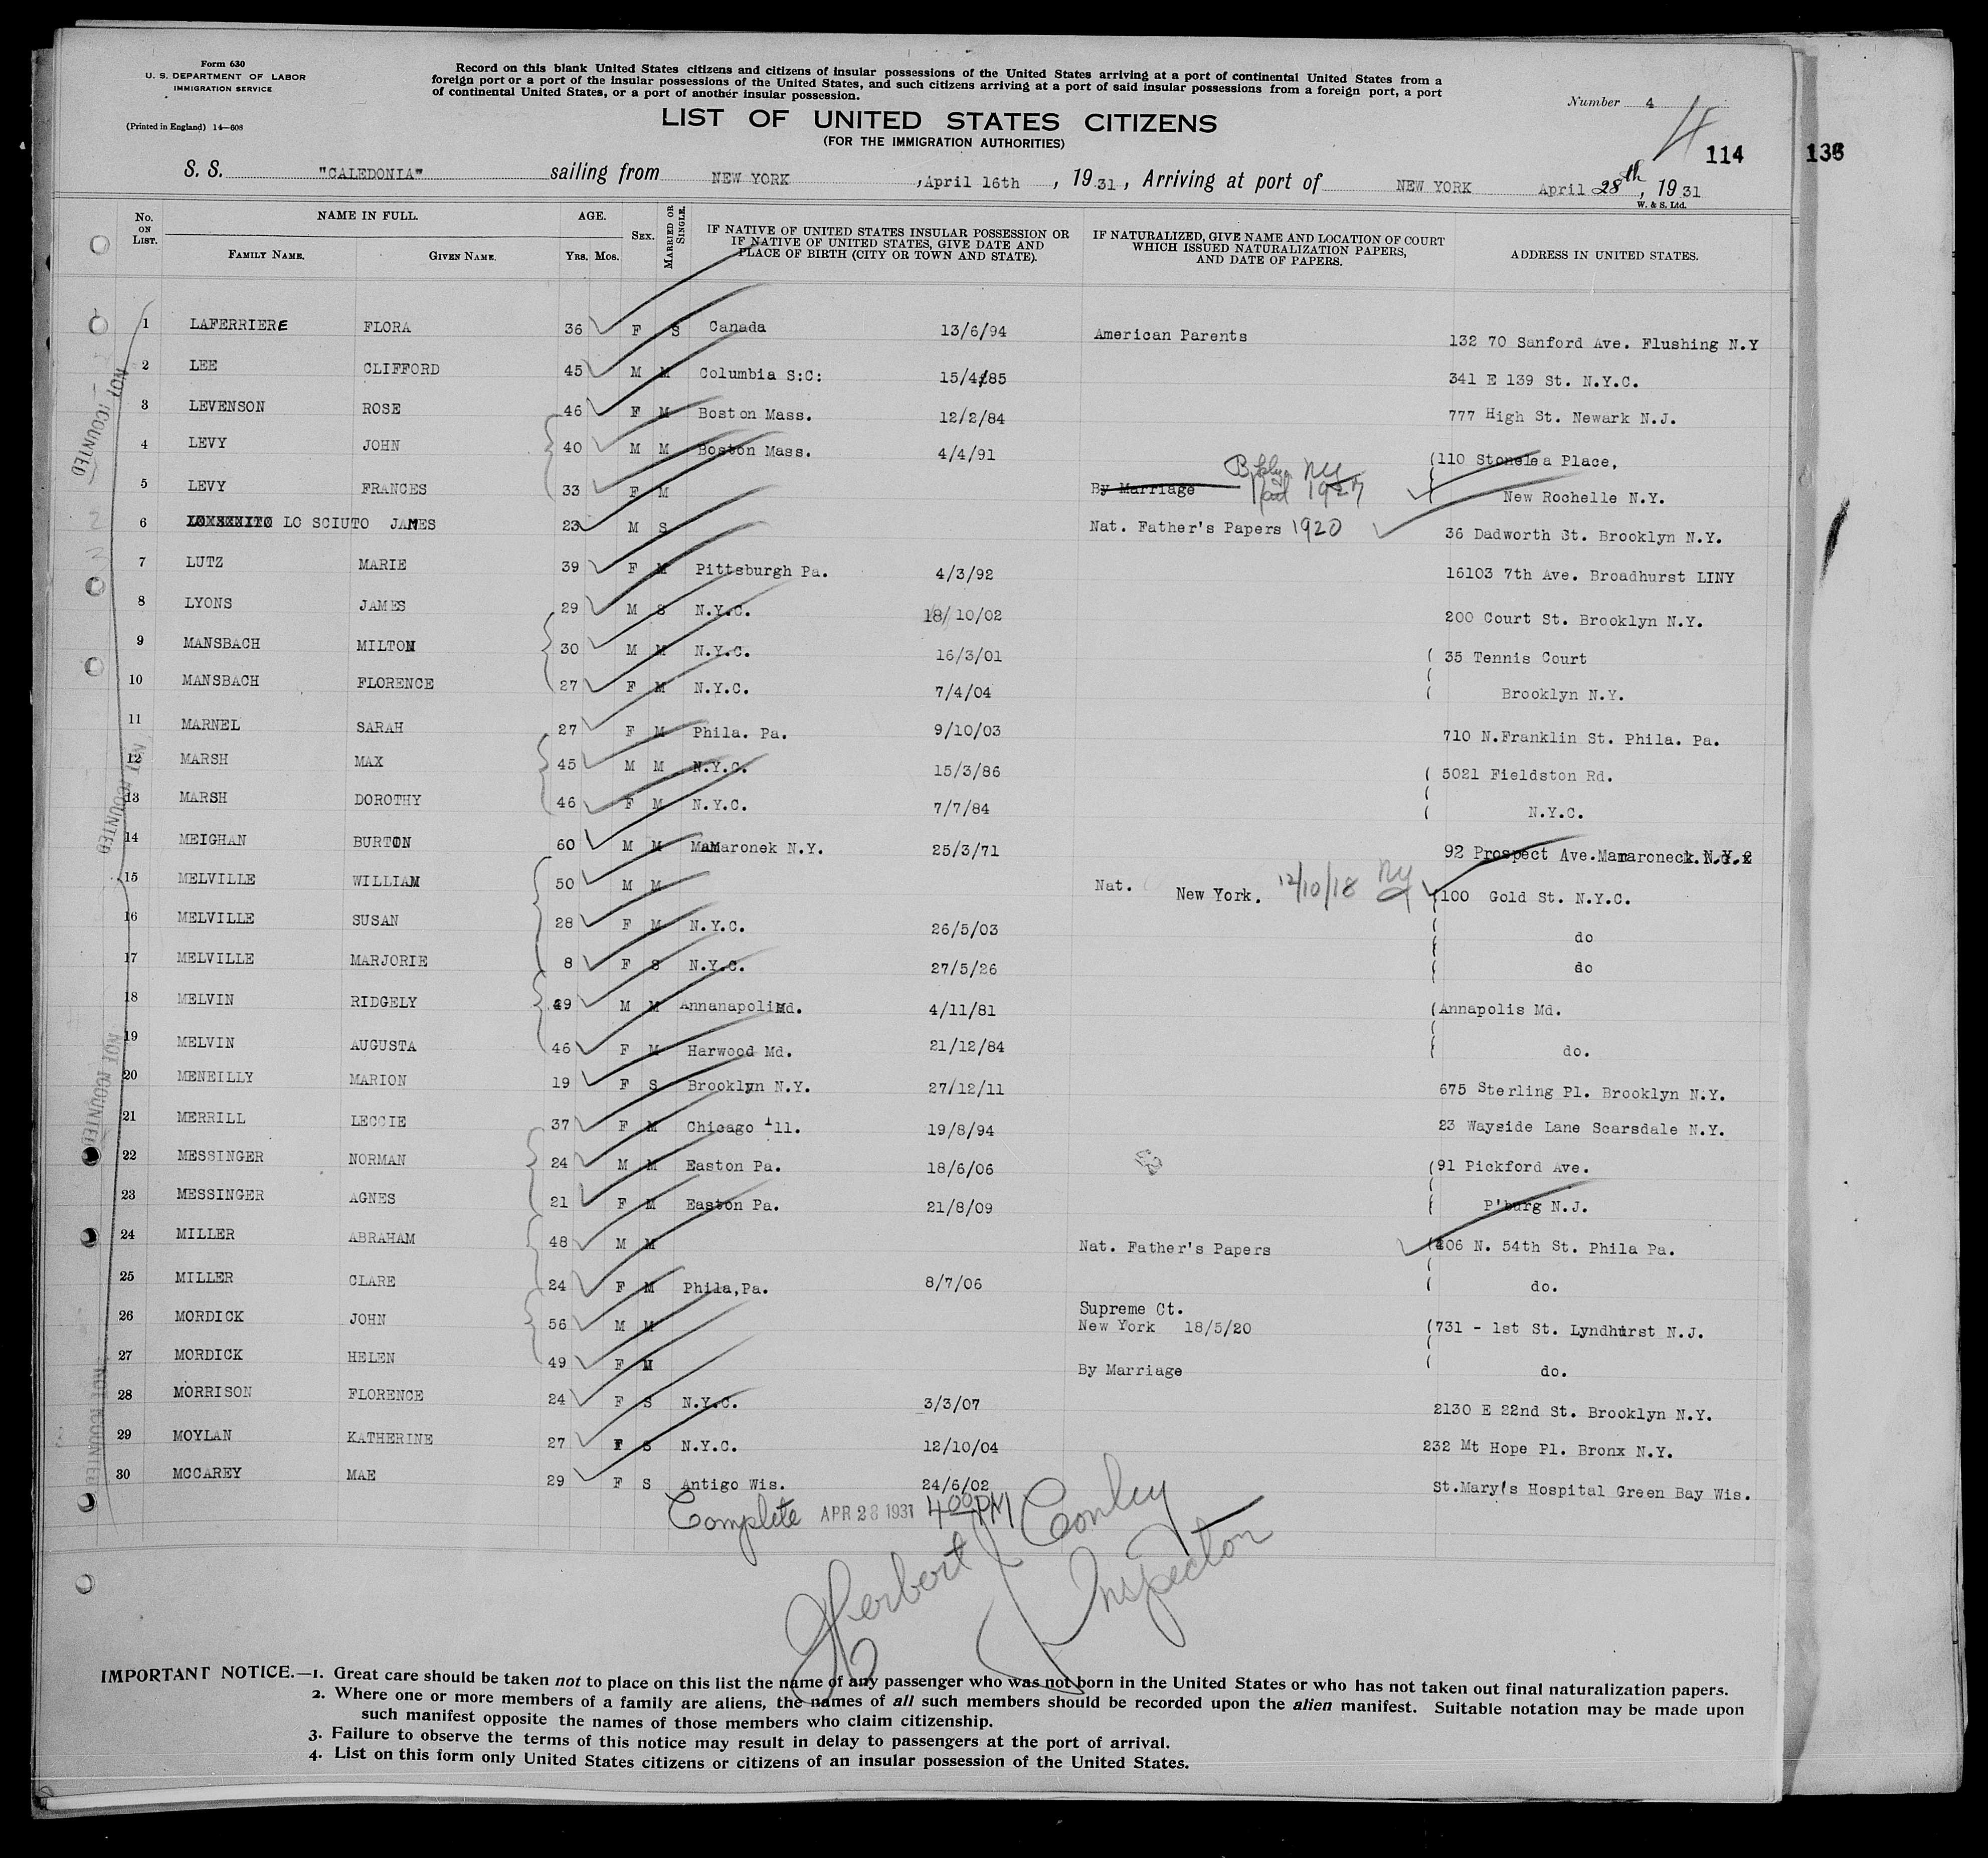 Form 630
U. S. DEPARTMENT OF LABOR
IMMIGRATION SERVICE
(Printed in England) 14—608
Record on this blank United States citizens and citizens of insular possessions of the United States arriving at a port of continental United States from a
foreign port or a port of the insular possessions of the United States, and such citizens arriving at a port of said insular possessions from a foreign port, a port
of continental United States, or a port of another insular possession.
Number 4
4
114
LIST OF UNITED STATES CITIZENS
(FOR THE IMMIGRATION AUTHORITIES)
S. S. "CALEDONIA" sailing from NEW YORK, April 16th, 1931, Arriving at port of NEW YORK April 28th, 1931
W. & S. Ltd.
No. ON LIST. NAME IN FULL. AGE. SEX. MARRIED OR SINGLE. IF NATIVE OF UNITED STATES INSULAR POSSESSION OR IF NATIVE OF UNITED STATES, GIVE DATE AND PLACE OF BIRTH (CITY OR TOWN AND STATE). IF NATURALIZED, GIVE NAME AND LOCATION OF COURT WHICH ISSUED NATURALIZATION PAPERS, AND DATE OF PAPERS. ADDRESS IN UNITED STATES.
FAMILY NAME. GIVEN NAME. YRS. MOS.
1 LAFERRIERE FLORA 36 F S Canada 13/6/94 American Parents 132 70 Sanford Ave. Flushing N.Y
2 LEE CLIFFORD 45 M M Columbia S:C: 15/4/85 341 E 139 St. N.Y.C.
3 LEVENSON ROSE 46 F M Boston Mass. 12/2/84 777 High St. Newark N.J.
4 LEVY JOHN 40 M M Boston Mass. 4/4/91 (110 Stonelea Place,
5 LEVY FRANCES 33 F M By Marriage Bklyn NY 1927 New Rochelle N.Y.
6 LO SCIUTO JAMES 23 M S Nat. Father's Papers 1920 36 Dadworth St. Brooklyn N.Y.
7 LUTZ MARIE 39 F M Pittsburgh Pa. 4/3/92 16103 7th Ave. Broadhurst LINY
8 LYONS JAMES 29 M S N.Y.C. 18/10/02 200 Court St. Brooklyn N.Y.
9 MANSBACH MILTON 30 M M N.Y.C. 16/3/01 ( 35 Tennis Court
10 MANSBACH FLORENCE 27 F M N.Y.C. 7/4/04 ( Brooklyn N.Y.
11 MARNEL SARAH 27 F M Phila. Pa. 9/10/03 710 N.Franklin St. Phila. Pa.
12 MARSH MAX 45 M M N.Y.C. 15/3/86 ( 5021 Fieldston Rd.
13 MARSH DOROTHY 46 F M N.Y.C. 7/7/84 ( N.Y.C.
14 MEIGHAN BURTON 60 M M Mamaronek N.Y. 25/3/71 92 Prospect Ave.Mamaroneck.N.Y.
15 MELVILLE WILLIAM 50 M M Nat. New York. 12/10/18 NY (100 Gold St. N.Y.C.
16 MELVILLE SUSAN 28 F M N.Y.C. 26/5/03 ( do
17 MELVILLE MARJORIE 8 F S N.Y.C. 27/5/26 ( do
18 MELVIN RIDGELY 49 M M Annanapolis Md. 4/11/81 (Annapolis Md.
19 MELVIN AUGUSTA 46 F M Harwood Md. 21/12/84 ( do.
20 MENEILLY MARION 19 F S Brooklyn N.Y. 27/12/11 675 Sterling Pl. Brooklyn N.Y.
21 MERRILL LECCIE 37 F M Chicago Ill. 19/8/94 23 Wayside Lane Scarsdale N.Y.
22 MESSINGER NORMAN 24 M M Easton Pa. 18/6/06 (91 Pickford Ave.
23 MESSINGER AGNES 21 F M Easton Pa. 21/8/09 ( P'burg N.J.
24 MILLER ABRAHAM 48 M M Nat. Father's Papers (406 N. 54th St. Phila Pa.
25 MILLER CLARE 24 F M Phila,Pa. 8/7/06 ( do.
26 MORDICK JOHN 56 M M Supreme Ct. New York 18/5/20 (731 - 1st St. Lyndhurst N.J.
27 MORDICK HELEN 49 F M By Marriage ( do.
28 MORRISON FLORENCE 24 F S N.Y.C. 3/3/07 2130 E 22nd St. Brooklyn N.Y.
29 MOYLAN KATHERINE 27 F S N.Y.C. 12/10/04 232 Mt Hope Pl. Bronx N.Y.
30 MCCAREY MAE 29 F S Antigo Wis. 24/6/02 St.Mary's Hospital Green Bay Wis.
NOT COUNTED
NOT COUNTED
NOT COUNTED
NOT COUNTED
Complete APR 28 1931 4 00 PM
Herbert J Conley
Inspector
IMPORTANT NOTICE.—1. Great care should be taken not to place on this list the name of any passenger who was not born in the United States or who has not taken out final naturalization papers.
2. Where one or more members of a family are aliens, the names of all such members should be recorded upon the alien manifest. Suitable notation may be made upon
such manifest opposite the names of those members who claim citizenship.
3. Failure to observe the terms of this notice may result in delay to passengers at the port of arrival.
4. List on this form only United States citizens or citizens of an insular possession of the United States.